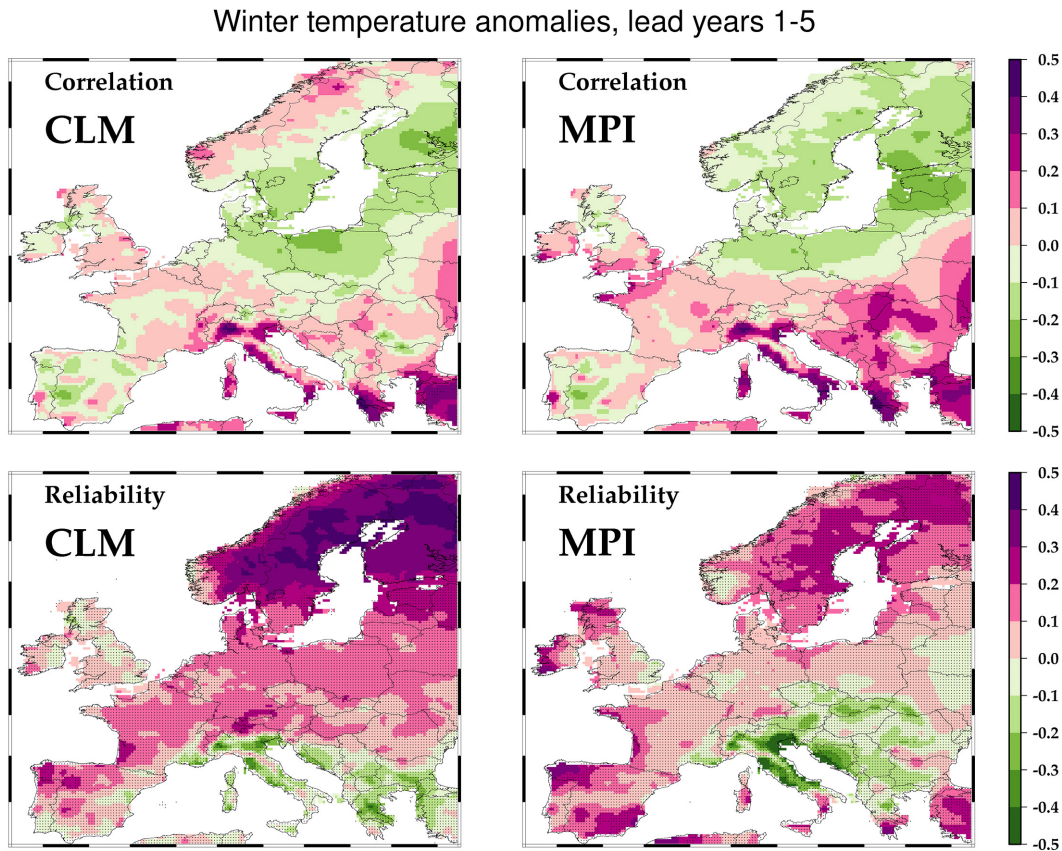 Winter temperature anomalies, lead years 1-5
Correlation
CLM
Correlation
MPI
0.5
0.4
0.3
0.2
0.1
0.0
-0.1
-0.2
-0.3
-0.4
-0.5
Reliability
CLM
Reliability
MPI
0.5
0.4
0.3
0.2
0.1
0.0
-0.1
-0.2
-0.3
-0.4
-0.5